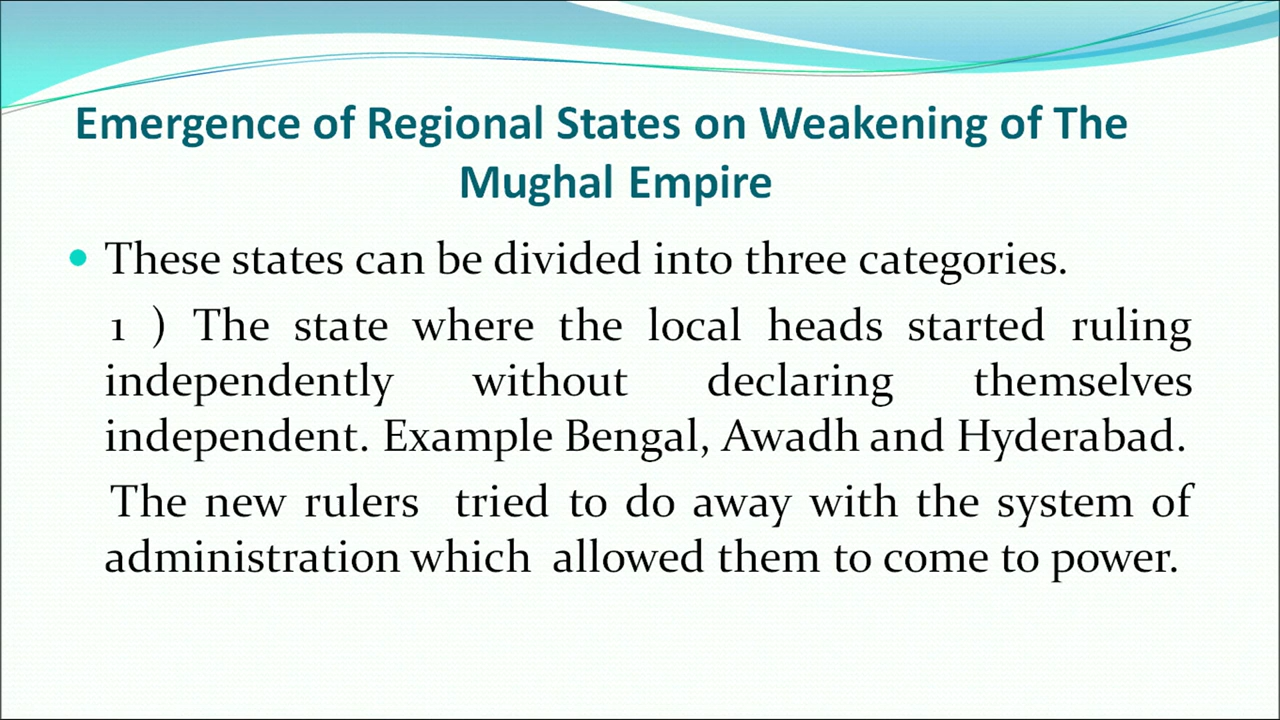 Emergence of Regional States on Weakening of The
Mughal Empire
• These states can be divided into three categories.
1 ) The state where the local heads started ruling
independently without declaring themselves
independent. Example Bengal, Awadh and Hyderabad.
The new rulers tried to do away with the system of
administration which allowed them to come to power.